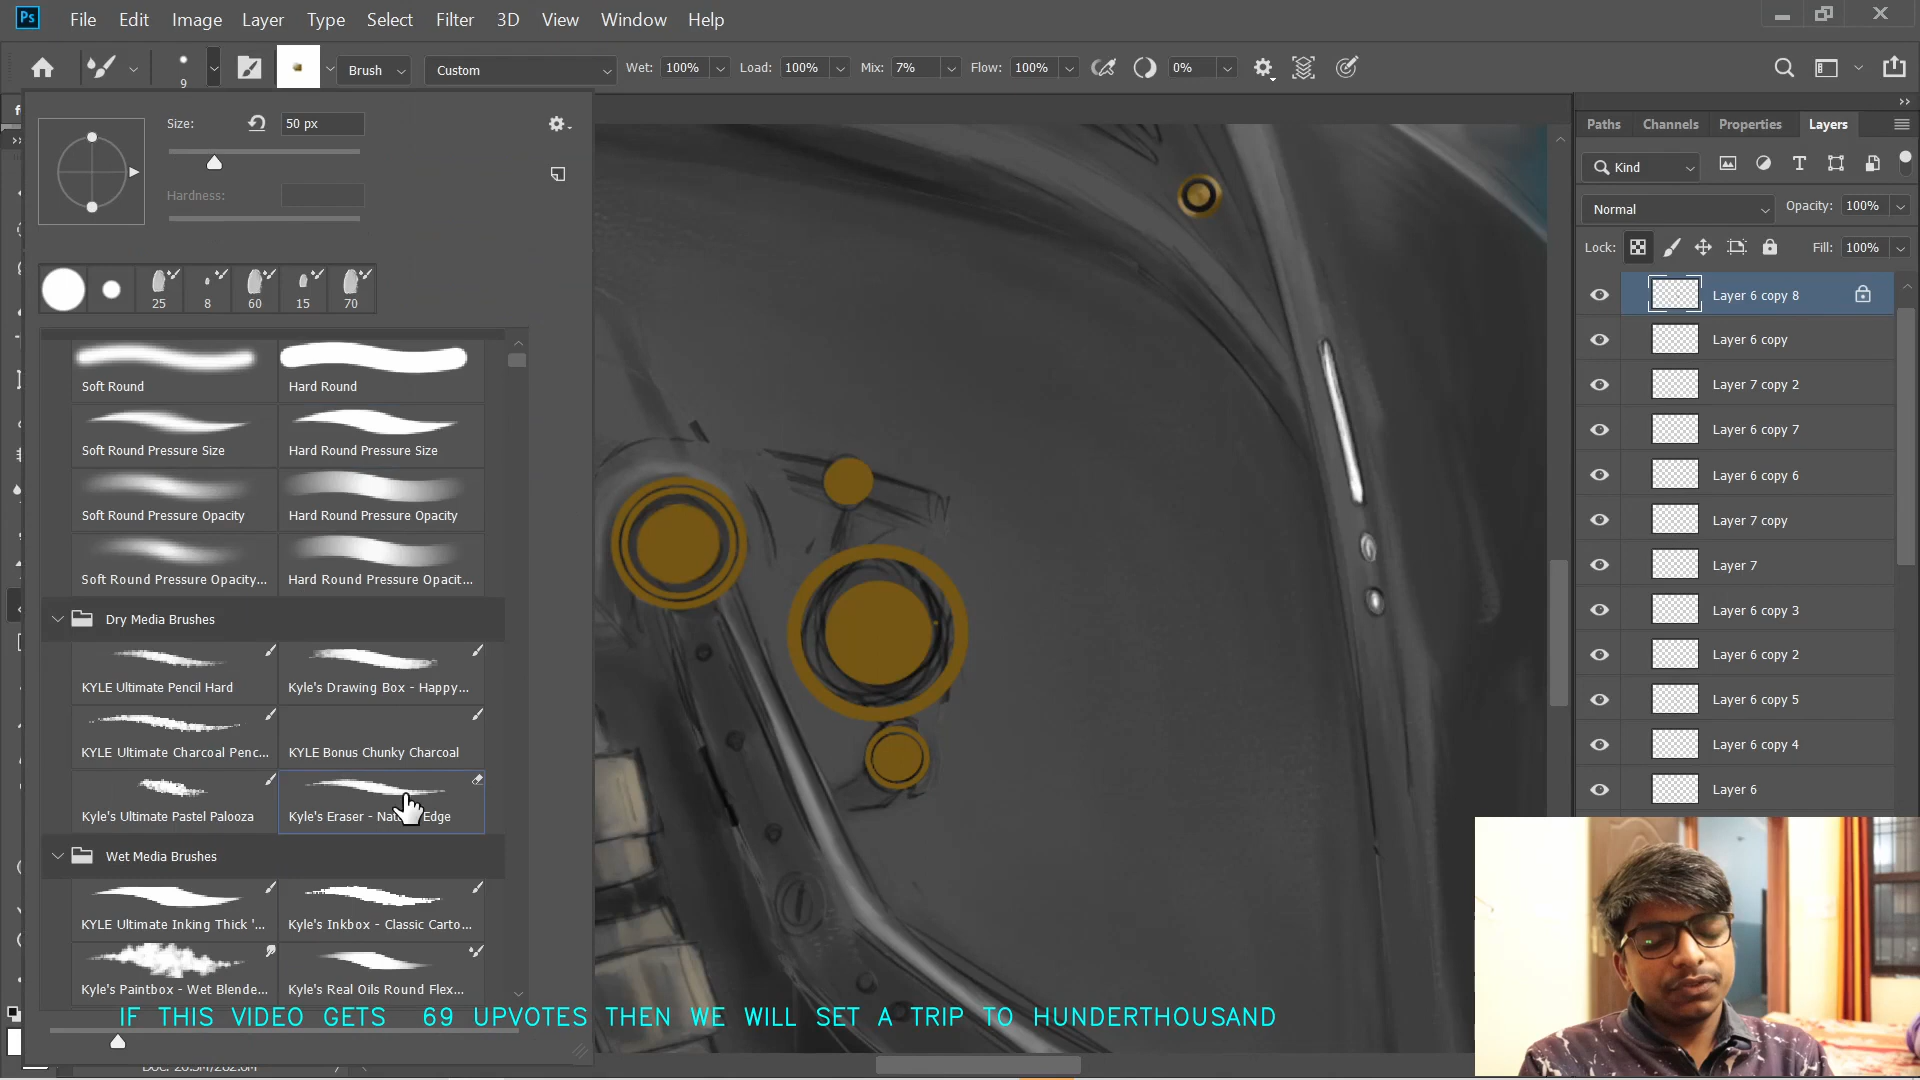 Ps File Edit Image Layer Type Select Filter 3D View Window Help
9 Brush Custom Wet: 100% Load: 100% Mix: 7% Flow: 100% 0%
Size: 50 px
Hardness:
25 8 60 15 70
Soft Round Hard Round
Soft Round Pressure Size Hard Round Pressure Size
Soft Round Pressure Opacity Hard Round Pressure Opacity
Soft Round Pressure Opacity... Hard Round Pressure Opacit...
Dry Media Brushes
KYLE Ultimate Pencil Hard Kyle's Drawing Box - Happy...
KYLE Ultimate Charcoal Penc... KYLE Bonus Chunky Charcoal
Kyle's Ultimate Pastel Palooza Kyle's Eraser - Edge
Wet Media Brushes
KYLE Ultimate Inking Thick '... Kyle's Inkbox - Classic Carto...
Kyle's Paintbox - Wet Blende... Kyle's Real Oils Round Flex...
IF THIS VIDEO GETS 69 UPVOTES THEN WE WILL SET A TRIP TO HUNDERTHOUSAND
Paths Channels Properties Layers
Kind
Normal Opacity: 100%
Lock: Fill: 100%
Layer 6 copy 8
Layer 6 copy
Layer 7 copy 2
Layer 6 copy 7
Layer 6 copy 6
Layer 7 copy
Layer 7
Layer 6 copy 3
Layer 6 copy 2
Layer 6 copy 5
Layer 6 copy 4
Layer 6